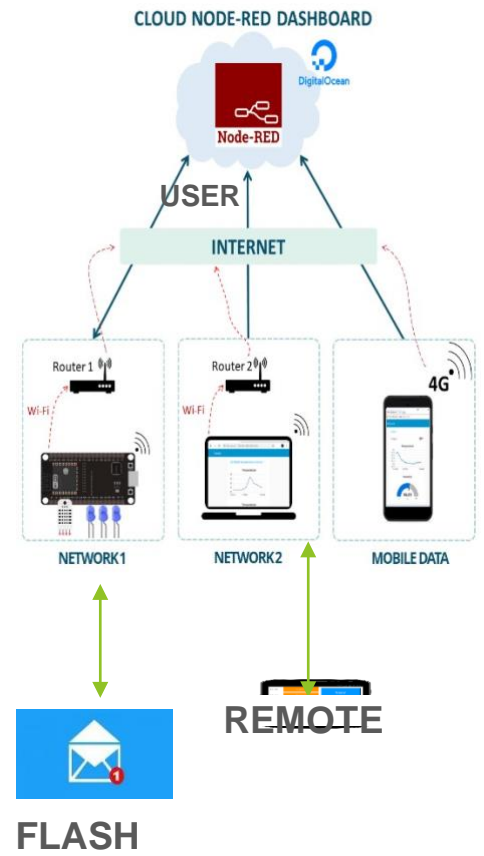 CLOUD NODE-RED DASHBOARD
DigitalOcean
Node-RED
USER
INTERNET
Router 1
Router 2
4G
Wi-Fi
Wi-Fi
NETWORK1
NETWORK2
MOBILE DATA
REMOTE
1
FLASH